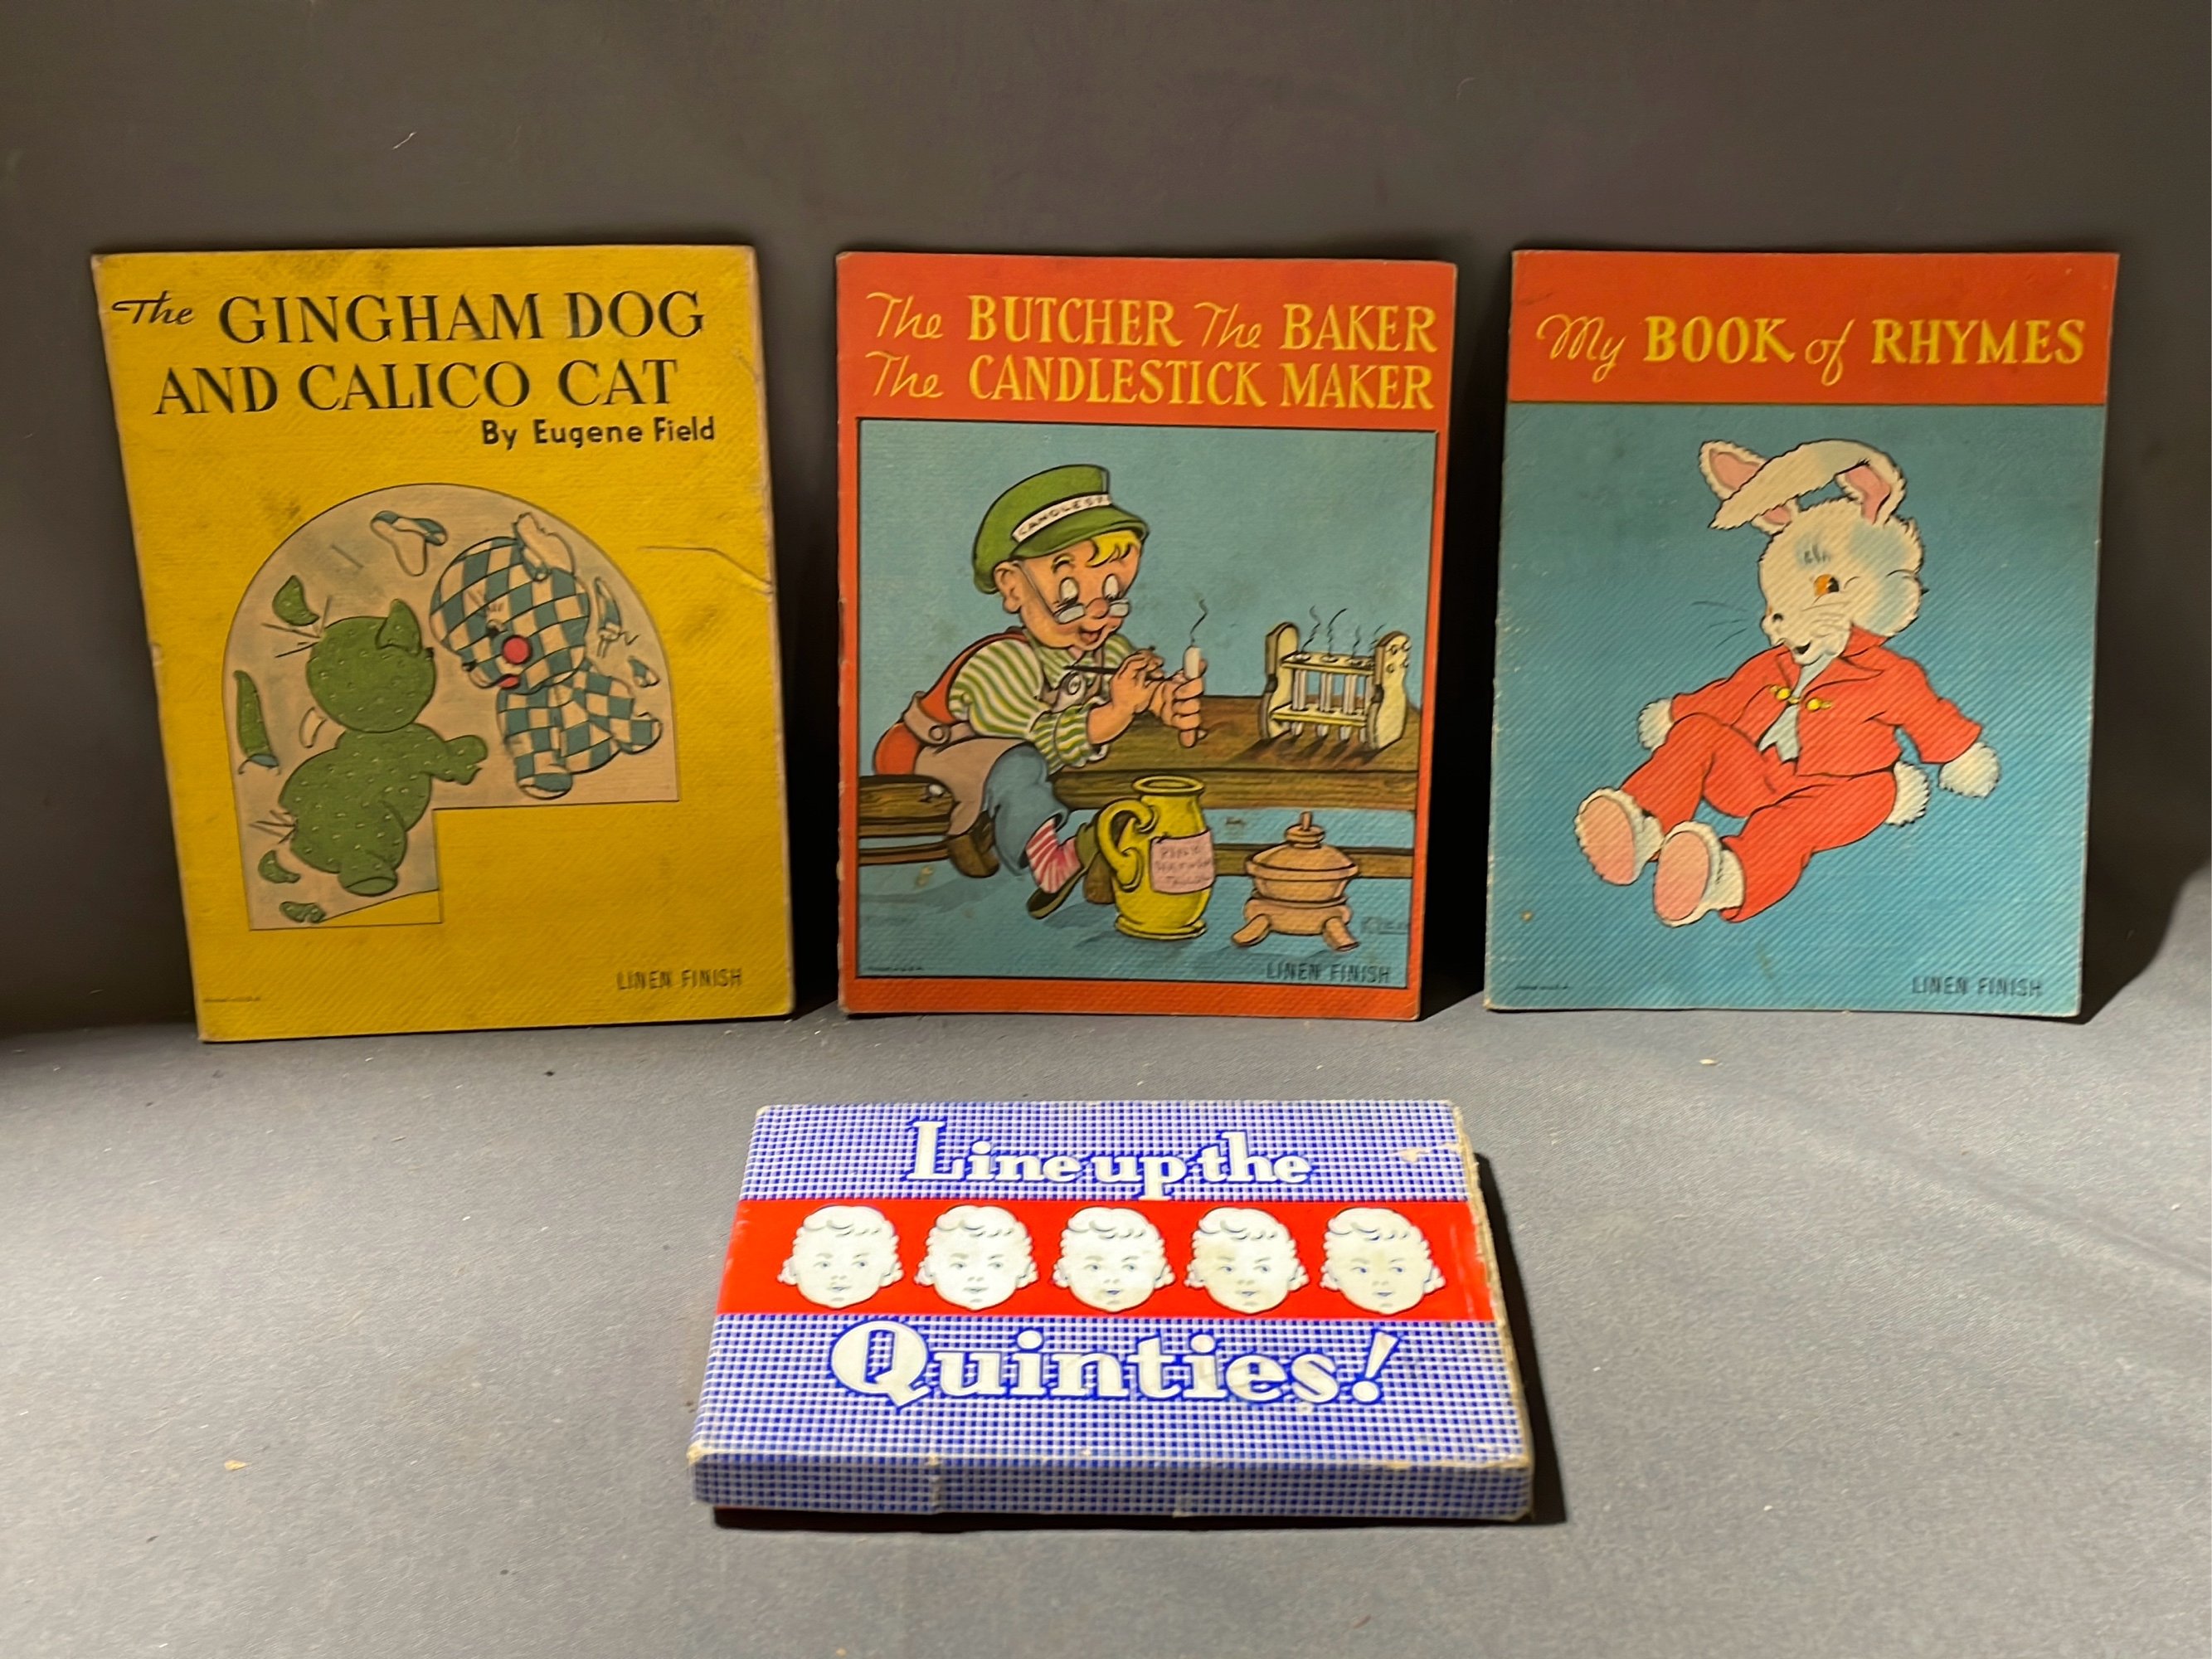 The GINGHAM DOG
AND CALICO CAT
By Eugene Field
LINEN FINISH
The BUTCHER The BAKER
The CANDLESTICK MAKER
LINEN FINISH
My BOOK of RHYMES
LINEN FINISH
Line up the
Quinties!